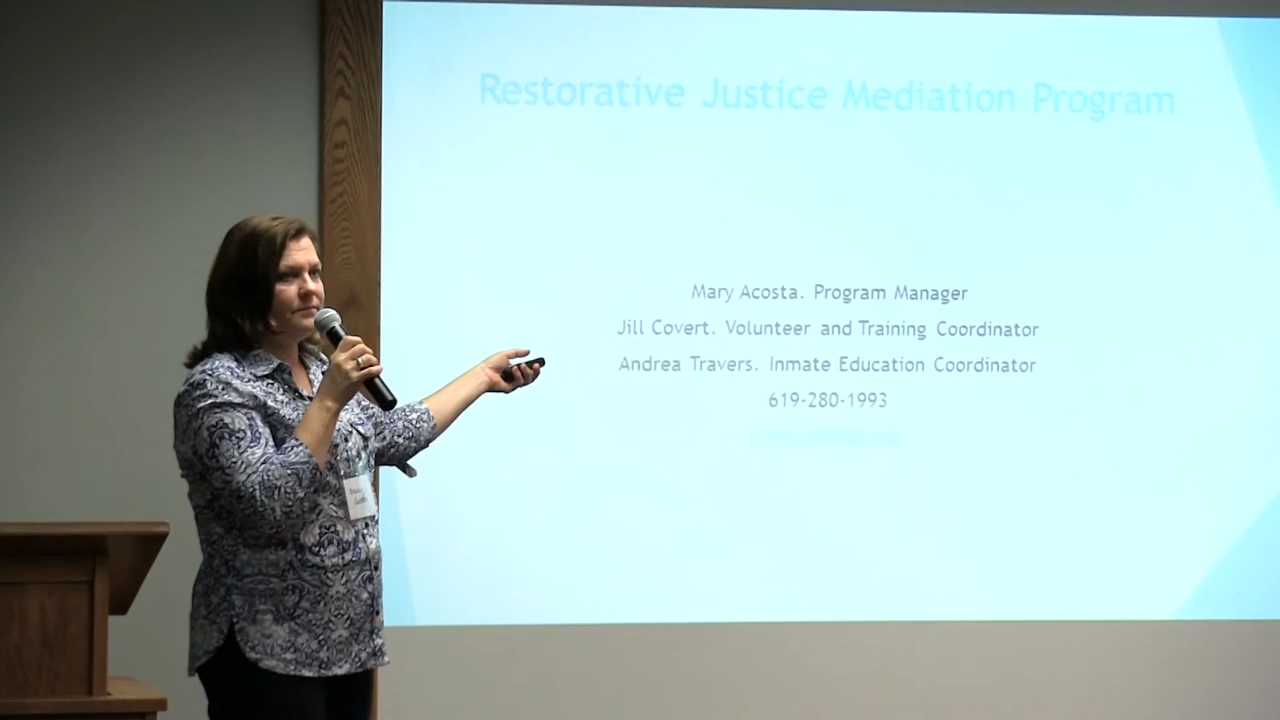 Restorative Justice Mediation Program
Mary Acosta. Program Manager
Jill Covert. Volunteer and Training Coordinator
Andrea Travers. Inmate Education Coordinator
619-280-1993